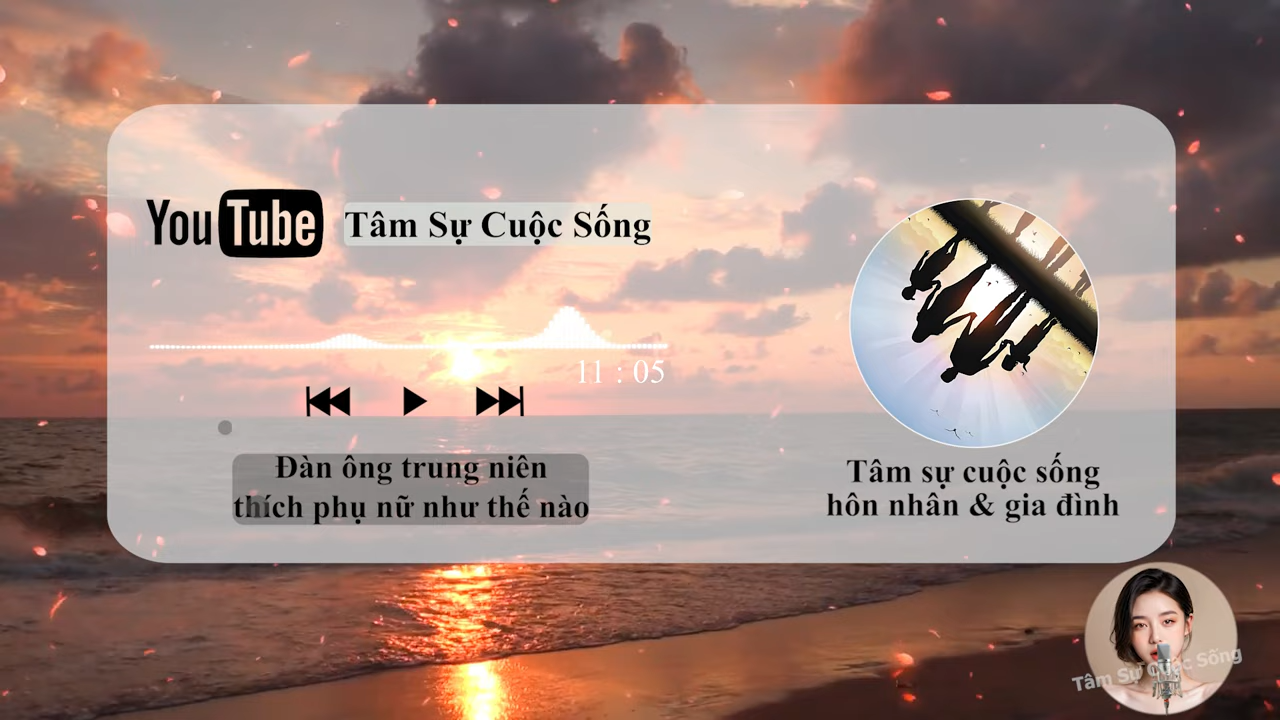 YouTube
Tâm Sự Cuộc Sống
11 : 05
Đàn ông trung niên
thích phụ nữ như thế nào
Tâm sự cuộc sống
hôn nhân & gia đình
Tâm Sự Cuộc Sống